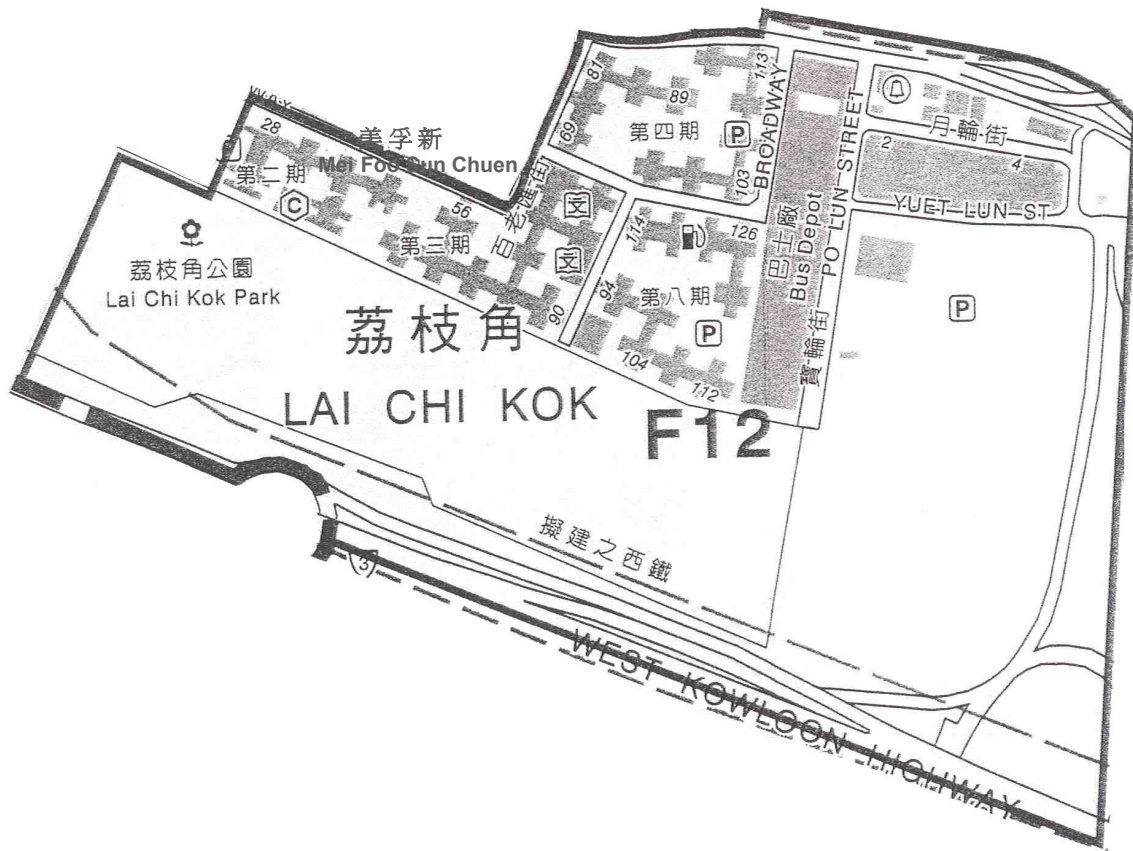 WAY
28
美孚新
Mei Foo Sun Chuen
第二期
C
56
第三期
百老匯街
文
文
90
81
69
89
第四期
P
113
BROADWAY
103
114
126
第八期
94
P
104
112
巴士廠
Bus Depot
PO LUN STREET
寶輪街
月輪街
2
4
YUET LUN ST
P
荔枝角公園
Lai Chi Kok Park
荔枝角
LAI CHI KOK
F12
擬建之西鐵
3
WEST KOWLOON HIGHWAY